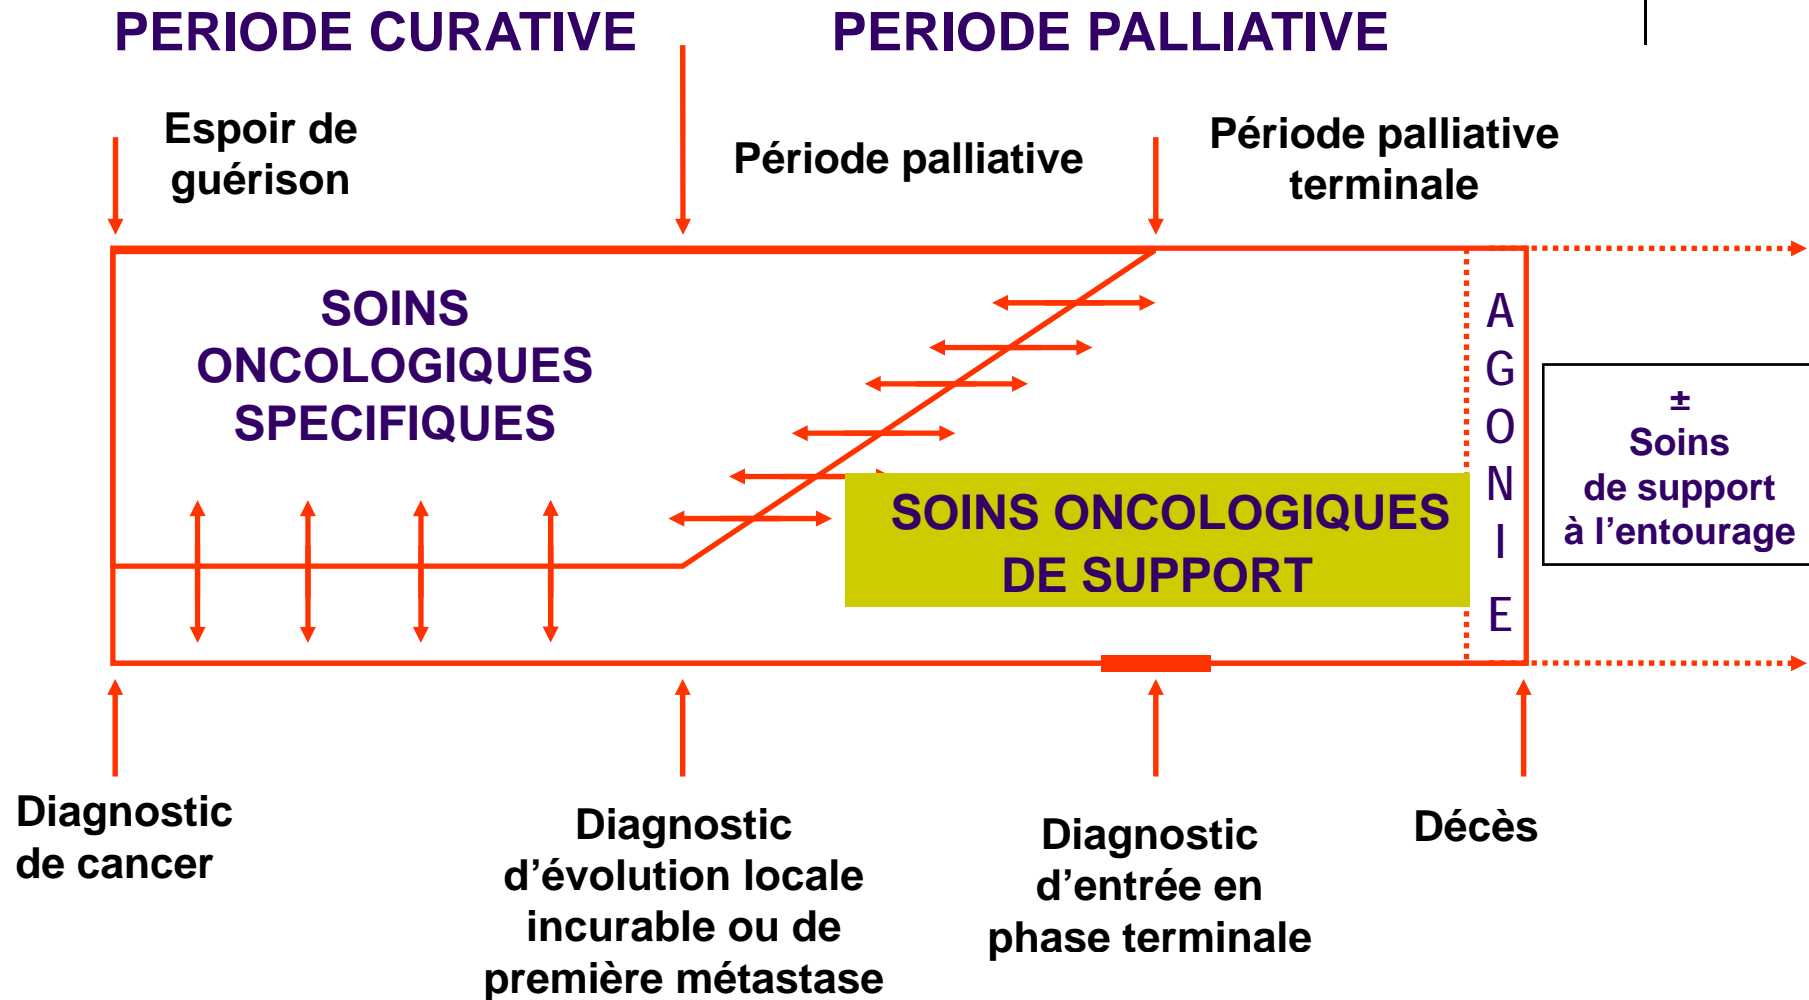 PERIODE CURATIVE
PERIODE PALLIATIVE
Espoir de
guérison
Période palliative
Période palliative
terminale
SOINS
ONCOLOGIQUES
SPECIFIQUES
SOINS ONCOLOGIQUES
DE SUPPORT
A
G
O
N
I
E
±
Soins
de support
à l’entourage
Diagnostic
de cancer
Diagnostic
d’évolution locale
incurable ou de
première métastase
Diagnostic
d’entrée en
phase terminale
Décès